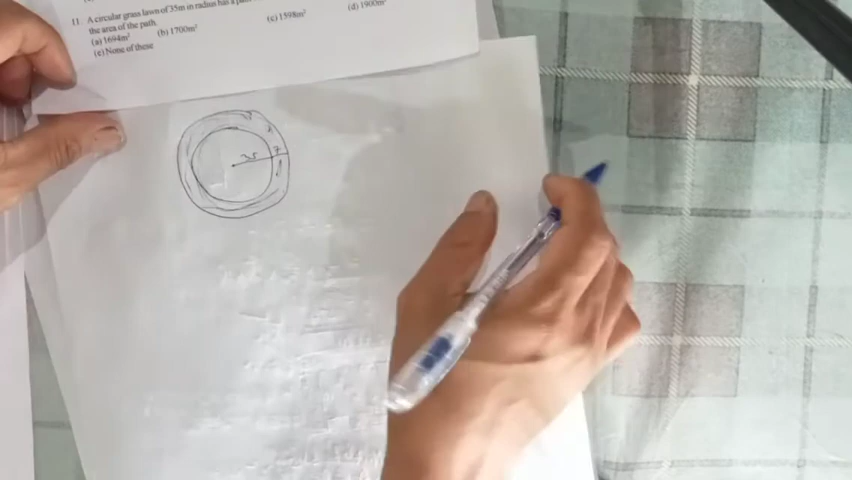 11. A circular grass lawn of 35m in radius has a
the area of the path.
(a) 1694m² (b) 1700m² (c) 1598m² (d) 1900m²
(e) None of these
35 7